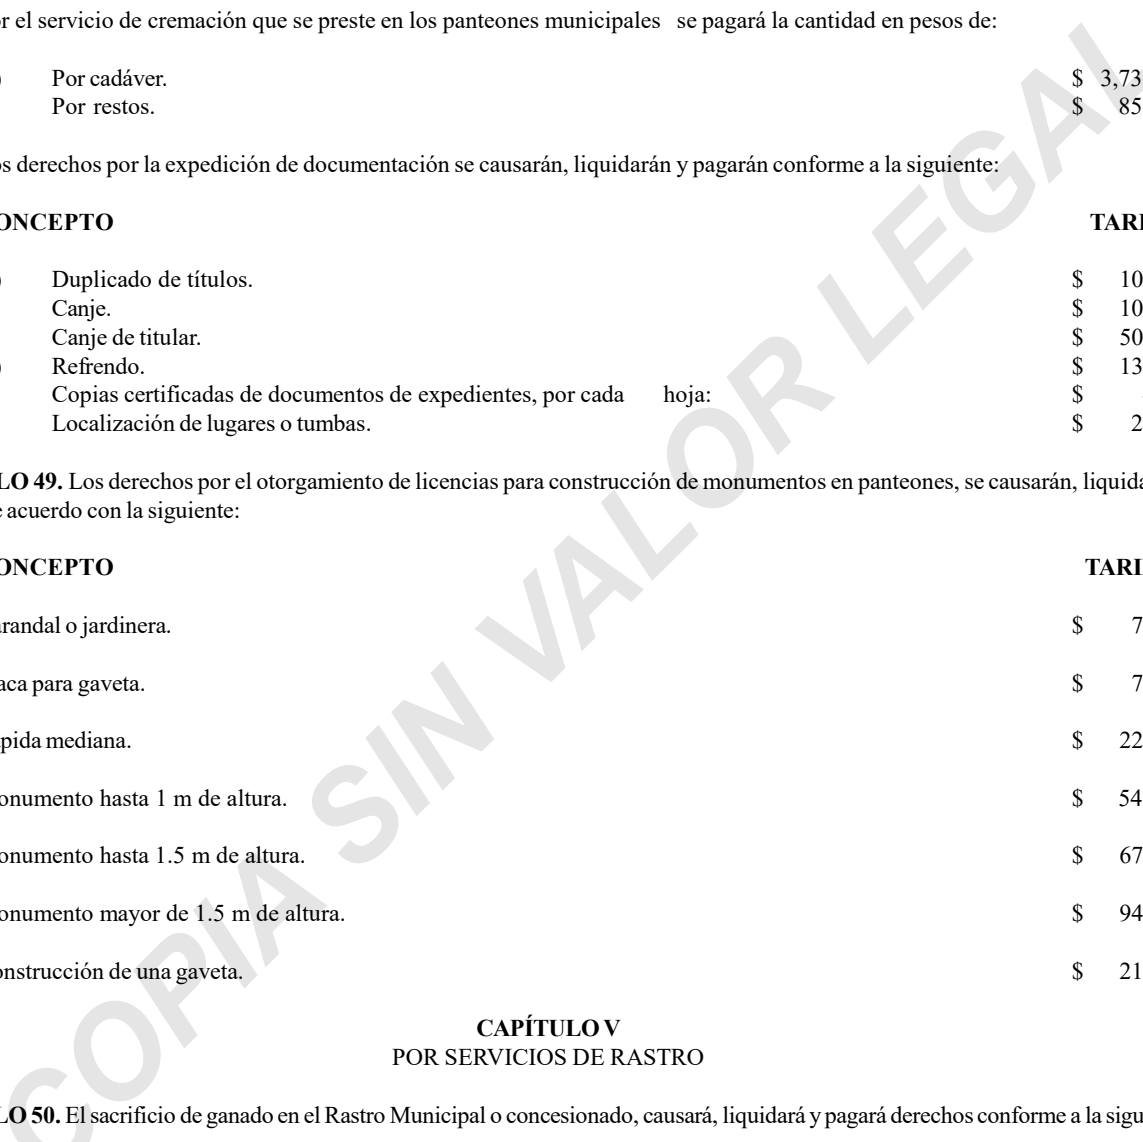 r el servicio de cremación que se preste en los panteones municipales se pagará la cantidad en pesos de:
) Por cadáver. $ 3,73
Por restos. $ 85
os derechos por la expedición de documentación se causarán, liquidarán y pagarán conforme a la siguiente:
ONCEPTO TARI
) Duplicado de títulos. $ 10
Canje. $ 10
Canje de titular. $ 50
) Refrendo. $ 13
Copias certificadas de documentos de expedientes, por cada hoja: $
Localización de lugares o tumbas. $ 2
LO 49. Los derechos por el otorgamiento de licencias para construcción de monumentos en panteones, se causarán, liquida
e acuerdo con la siguiente:
ONCEPTO TARI
arandal o jardinera. $ 7
aca para gaveta. $ 7
pida mediana. $ 22
onumento hasta 1 m de altura. $ 54
onumento hasta 1.5 m de altura. $ 67
onumento mayor de 1.5 m de altura. $ 94
onstrucción de una gaveta. $ 21
CAPÍTULO V
POR SERVICIOS DE RASTRO
LO 50. El sacrificio de ganado en el Rastro Municipal o concesionado, causará, liquidará y pagará derechos conforme a la sigu
COPIA SIN VALOR LEGAL